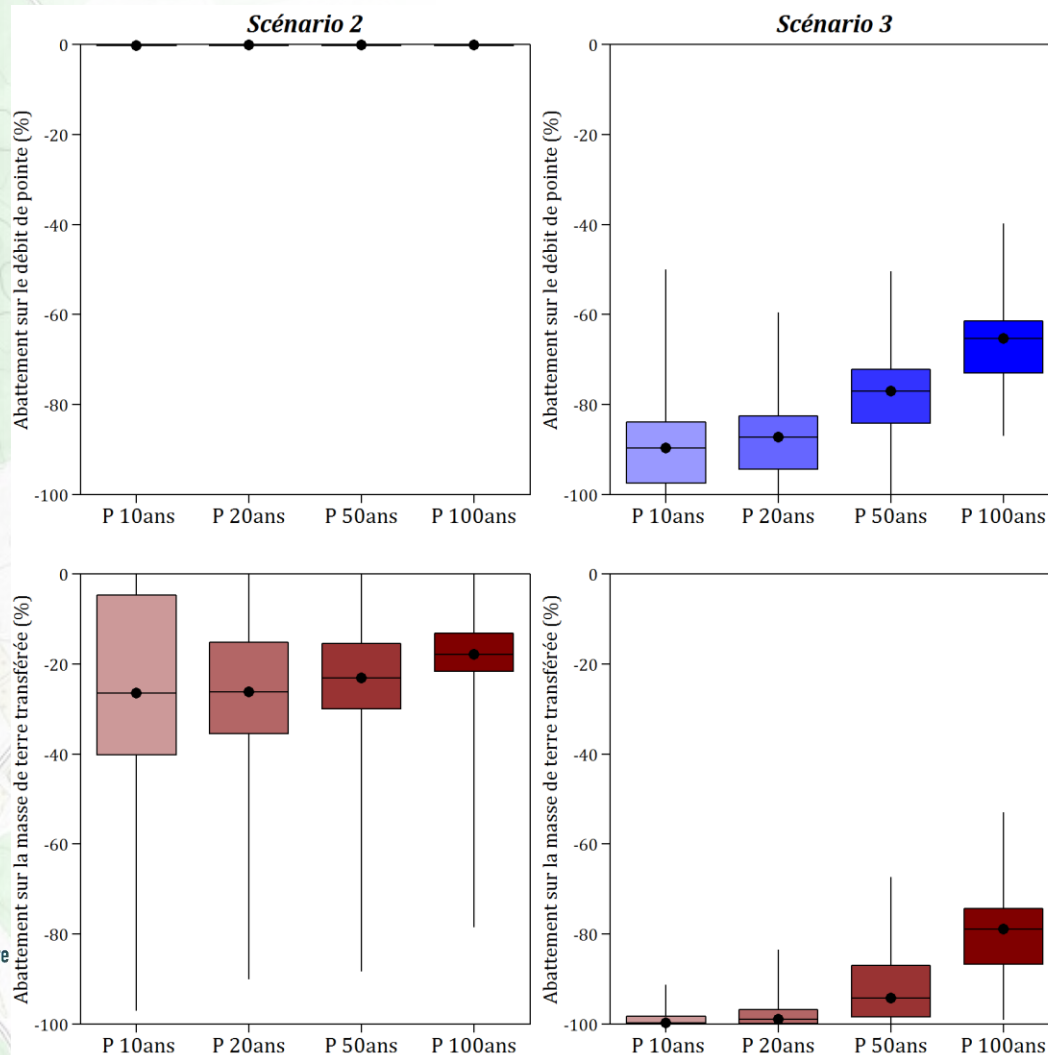 Scénario 2
Scénario 3
Abattement sur le débit de pointe (%)
0
-20
-40
-60
-80
-100
P 10ans P 20ans P 50ans P 100ans
Abattement sur le débit de pointe (%)
0
-20
-40
-60
-80
-100
P 10ans P 20ans P 50ans P 100ans
Abattement sur la masse de terre transférée (%)
0
-20
-40
-60
-80
-100
P 10ans P 20ans P 50ans P 100ans
Abattement sur la masse de terre transférée (%)
0
-20
-40
-60
-80
-100
P 10ans P 20ans P 50ans P 100ans